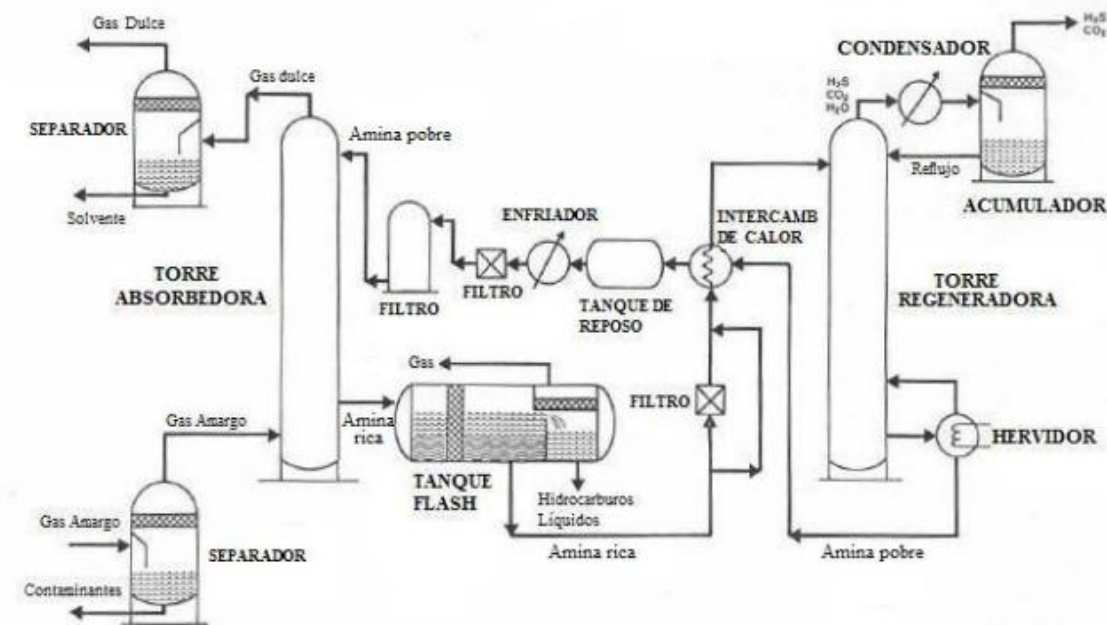 Gas Dulce
Gas dulce
SEPARADOR
Solvente
Amina pobre
H₂S
CO₂
CONDENSADOR
H₂S
CO₂
H₂O
Reflujo
ACUMULADOR
ENFRIADOR
INTERCAMB
DE CALOR
TORRE
ABSORBEDORA
FILTRO
FILTRO
TANQUE DE
REPOSO
TORRE
REGENERADORA
Gas
Gas Amargo
Amina
rica
FILTRO
HERVIDOR
TANQUE
FLASH
Hidrocarburos
Líquidos
Amina rica
Amina pobre
Gas Amargo
SEPARADOR
Contaminantes